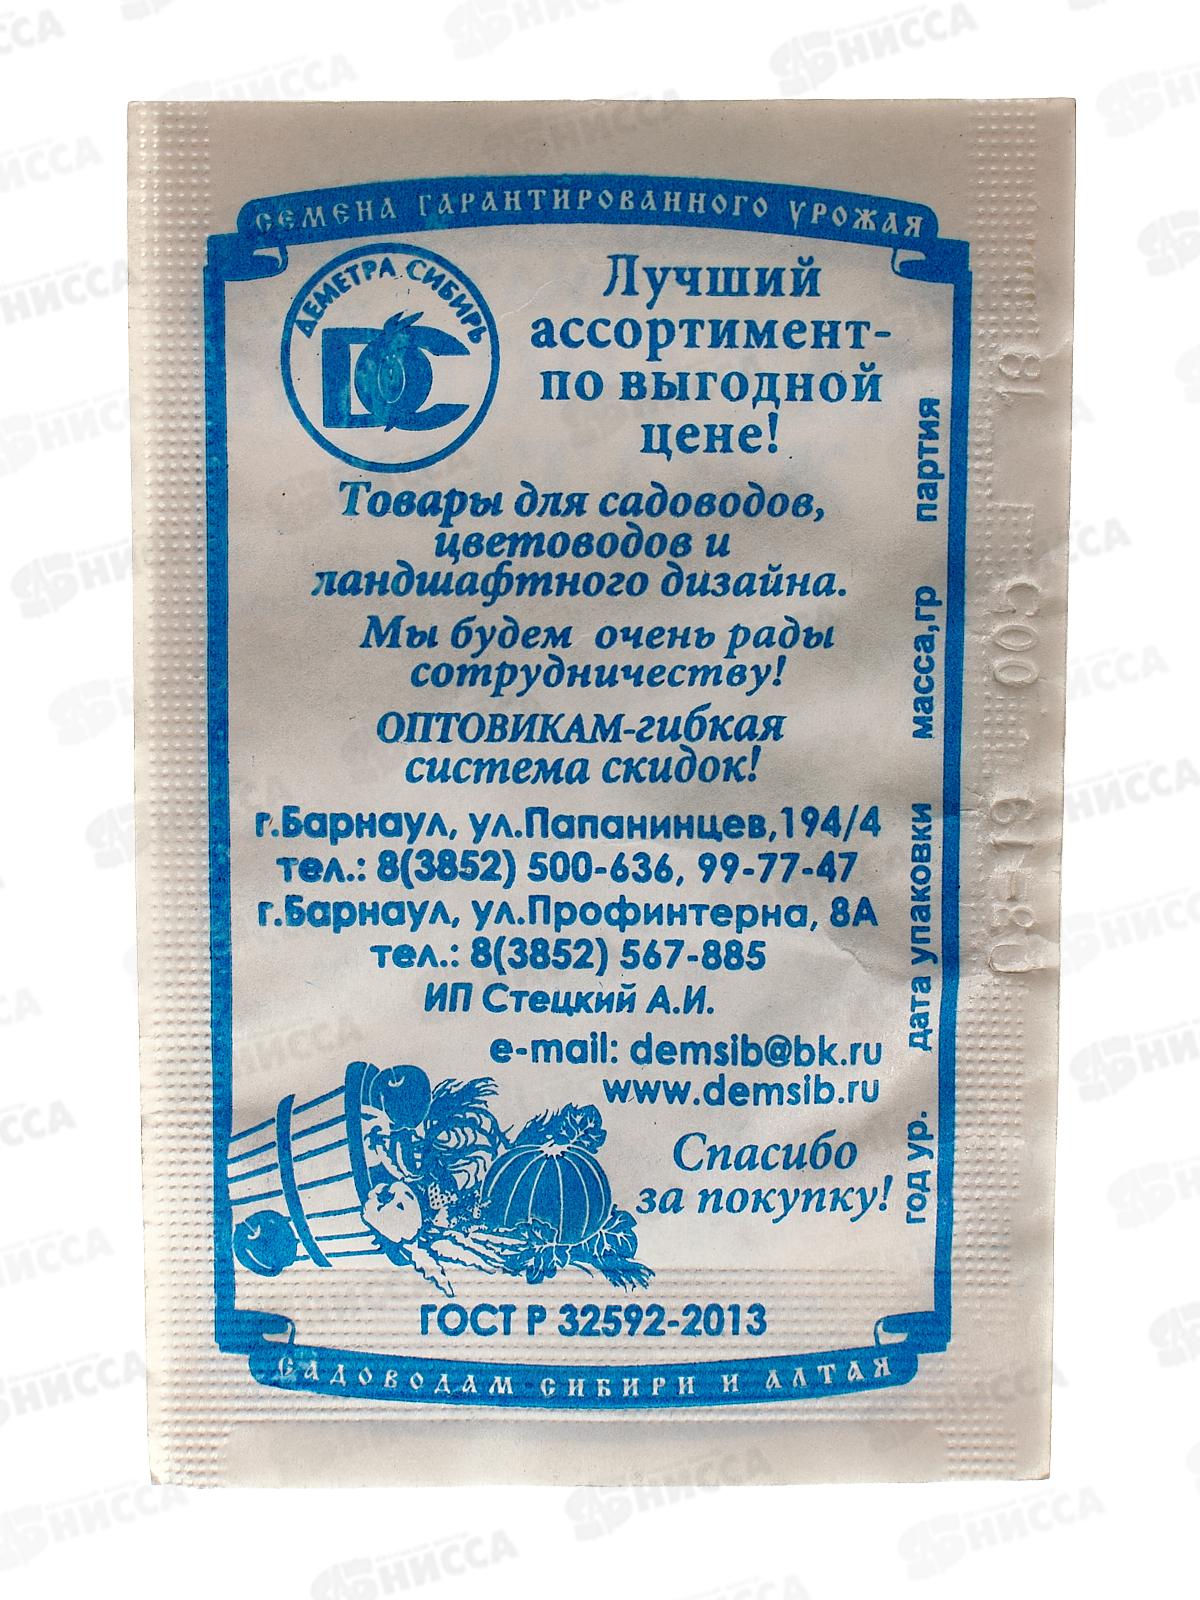 СЕМЕНА ГАРАНТИРОВАННОГО УРОЖАЯ
ДЕМЕТРА СИБИРЬ
DC
Лучший
ассортимент-
по выгодной
цене!
Товары для садоводов,
цветоводов и
ландшафтного дизайна.
Мы будем очень рады
сотрудничеству!
ОПТОВИКАМ-гибкая
система скидок!
г.Барнаул, ул.Папанинцев,194/4
тел.: 8(3852) 500-636, 99-77-47
г.Барнаул, ул.Профинтерна, 8А
тел.: 8(3852) 567-885
ИП Стецкий А.И.
e-mail: demsib@bk.ru
www.demsib.ru
Спасибо
за покупку!
ГОСТ Р 32592-2013
САДОВОДАМ СИБИРИ И АЛТАЯ
год ур. дата упаковки масса,гр партия
НИССА